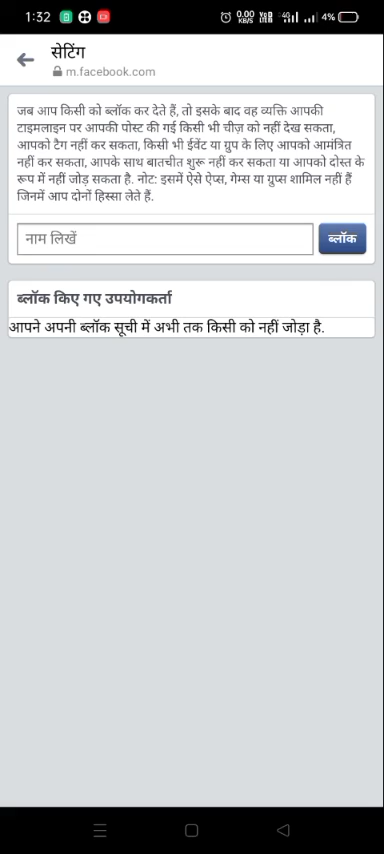 1:32
0.00 KB/S
4G
4%
सेटिंग
m.facebook.com
जब आप किसी को ब्लॉक कर देते हैं, तो इसके बाद वह व्यक्ति आपकी
टाइमलाइन पर आपकी पोस्ट की गई किसी भी चीज़ को नहीं देख सकता,
आपको टैग नहीं कर सकता, किसी भी ईवेंट या ग्रुप के लिए आपको आमंत्रित
नहीं कर सकता, आपके साथ बातचीत शुरू नहीं कर सकता या आपको दोस्त के
रूप में नहीं जोड़ सकता है. नोट: इसमें ऐसे ऐप्स, गेम्स या ग्रुप्स शामिल नहीं हैं
जिनमें आप दोनों हिस्सा लेते हैं.
नाम लिखें
ब्लॉक
ब्लॉक किए गए उपयोगकर्ता
आपने अपनी ब्लॉक सूची में अभी तक किसी को नहीं जोड़ा है.